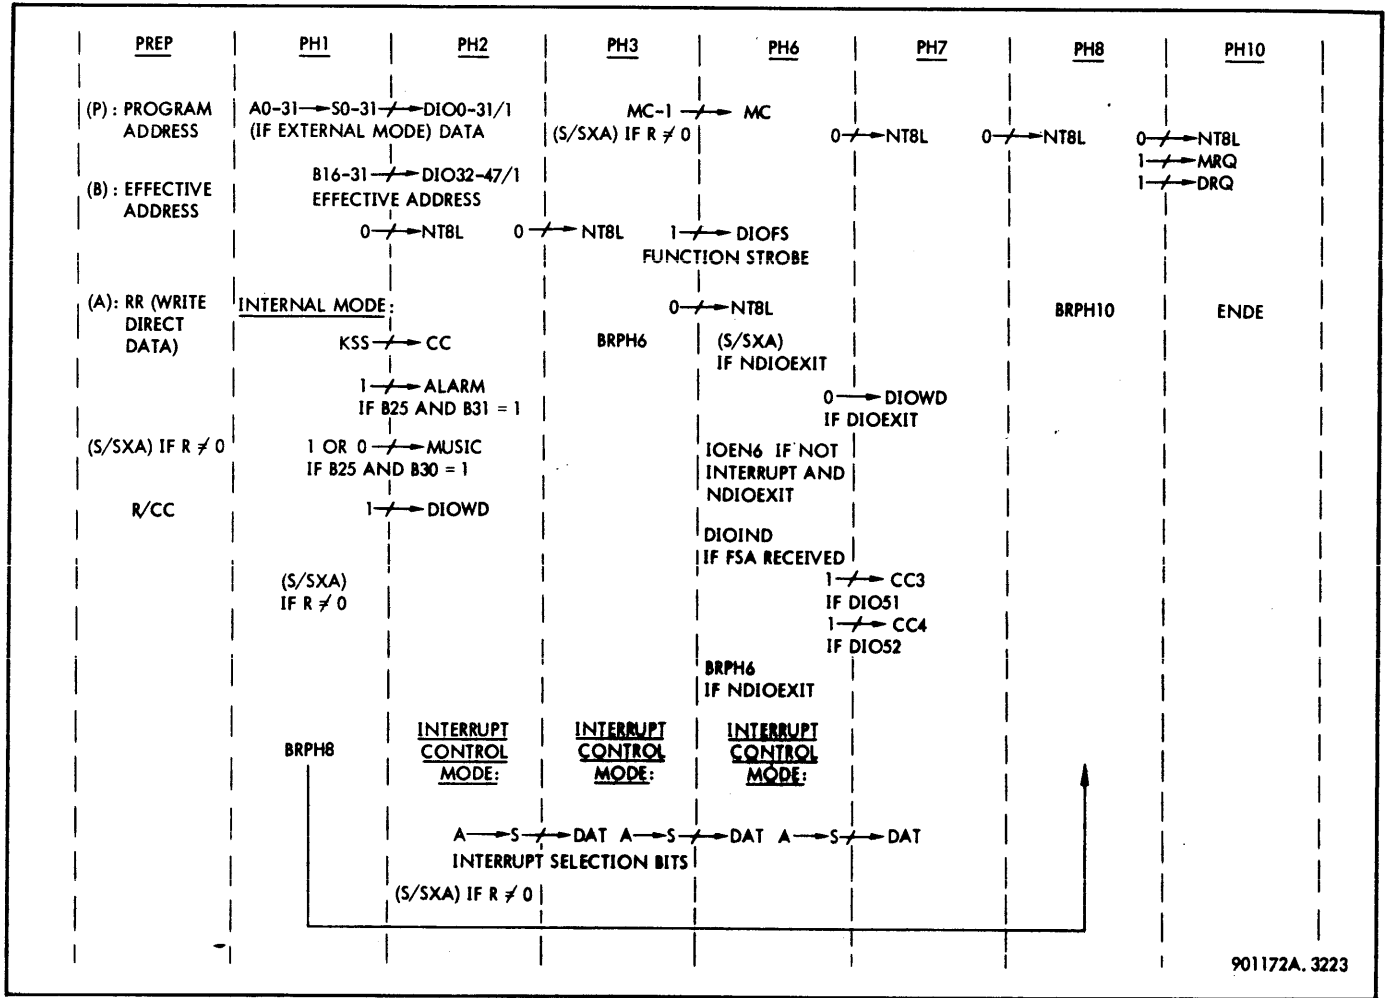 PREP PH1 PH2 PH3 PH6 PH7 PH8 PH10
(P): PROGRAM
ADDRESS
(B): EFFECTIVE
ADDRESS
(A): RR (WRITE
DIRECT
DATA)
(S/SXA) IF R ≠ 0
R/CC
A0-31→S0-31→DIO0-31/1
(IF EXTERNAL MODE) DATA
B16-31→DIO32-47/1
EFFECTIVE ADDRESS
0→NT8L
INTERNAL MODE:
KSS→CC
1→ALARM
IF B25 AND B31 = 1
1 OR 0→MUSIC
IF B25 AND B30 = 1
1→DIOWD
(S/SXA)
IF R ≠ 0
BRPH8
INTERRUPT
CONTROL
MODE:
A→S→DAT
INTERRUPT SELECTION BITS
(S/SXA) IF R ≠ 0
MC-1→MC
(S/SXA) IF R ≠ 0
0→NT8L
1→DIOFS
FUNCTION STROBE
0→NT8L
BRPH6
INTERRUPT
CONTROL
MODE:
A→S→DAT
(S/SXA)
IF NDIOEXIT
0→DIOWD
IF DIOEXIT
IOEN6 IF NOT
INTERRUPT AND
NDIOEXIT
DIOIND
IF FSA RECEIVED
1→CC3
IF DIO51
1→CC4
IF DIO52
BRPH6
IF NDIOEXIT
INTERRUPT
CONTROL
MODE:
A→S→DAT
0→NT8L
0→NT8L
BRPH10
0→NT8L
1→MRQ
1→DRQ
ENDE
901172A. 3223